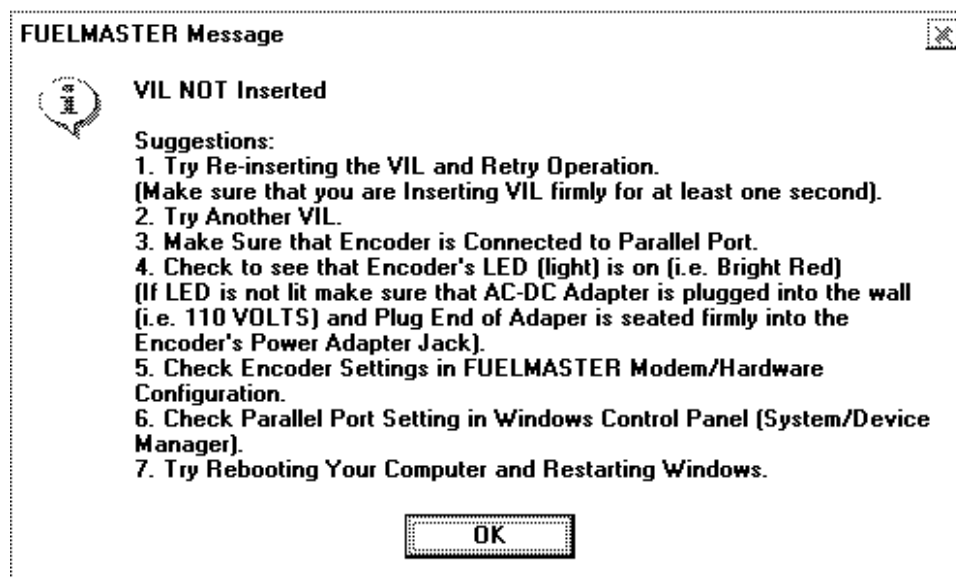 FUELMASTER Message
VIL NOT Inserted
Suggestions:
1. Try Re-inserting the VIL and Retry Operation.
(Make sure that you are Inserting VIL firmly for at least one second).
2. Try Another VIL.
3. Make Sure that Encoder is Connected to Parallel Port.
4. Check to see that Encoder's LED (light) is on (i.e. Bright Red)
(If LED is not lit make sure that AC-DC Adapter is plugged into the wall
(i.e. 110 VOLTS) and Plug End of Adaper is seated firmly into the
Encoder's Power Adapter Jack).
5. Check Encoder Settings in FUELMASTER Modem/Hardware
Configuration.
6. Check Parallel Port Setting in Windows Control Panel (System/Device
Manager).
7. Try Rebooting Your Computer and Restarting Windows.
OK